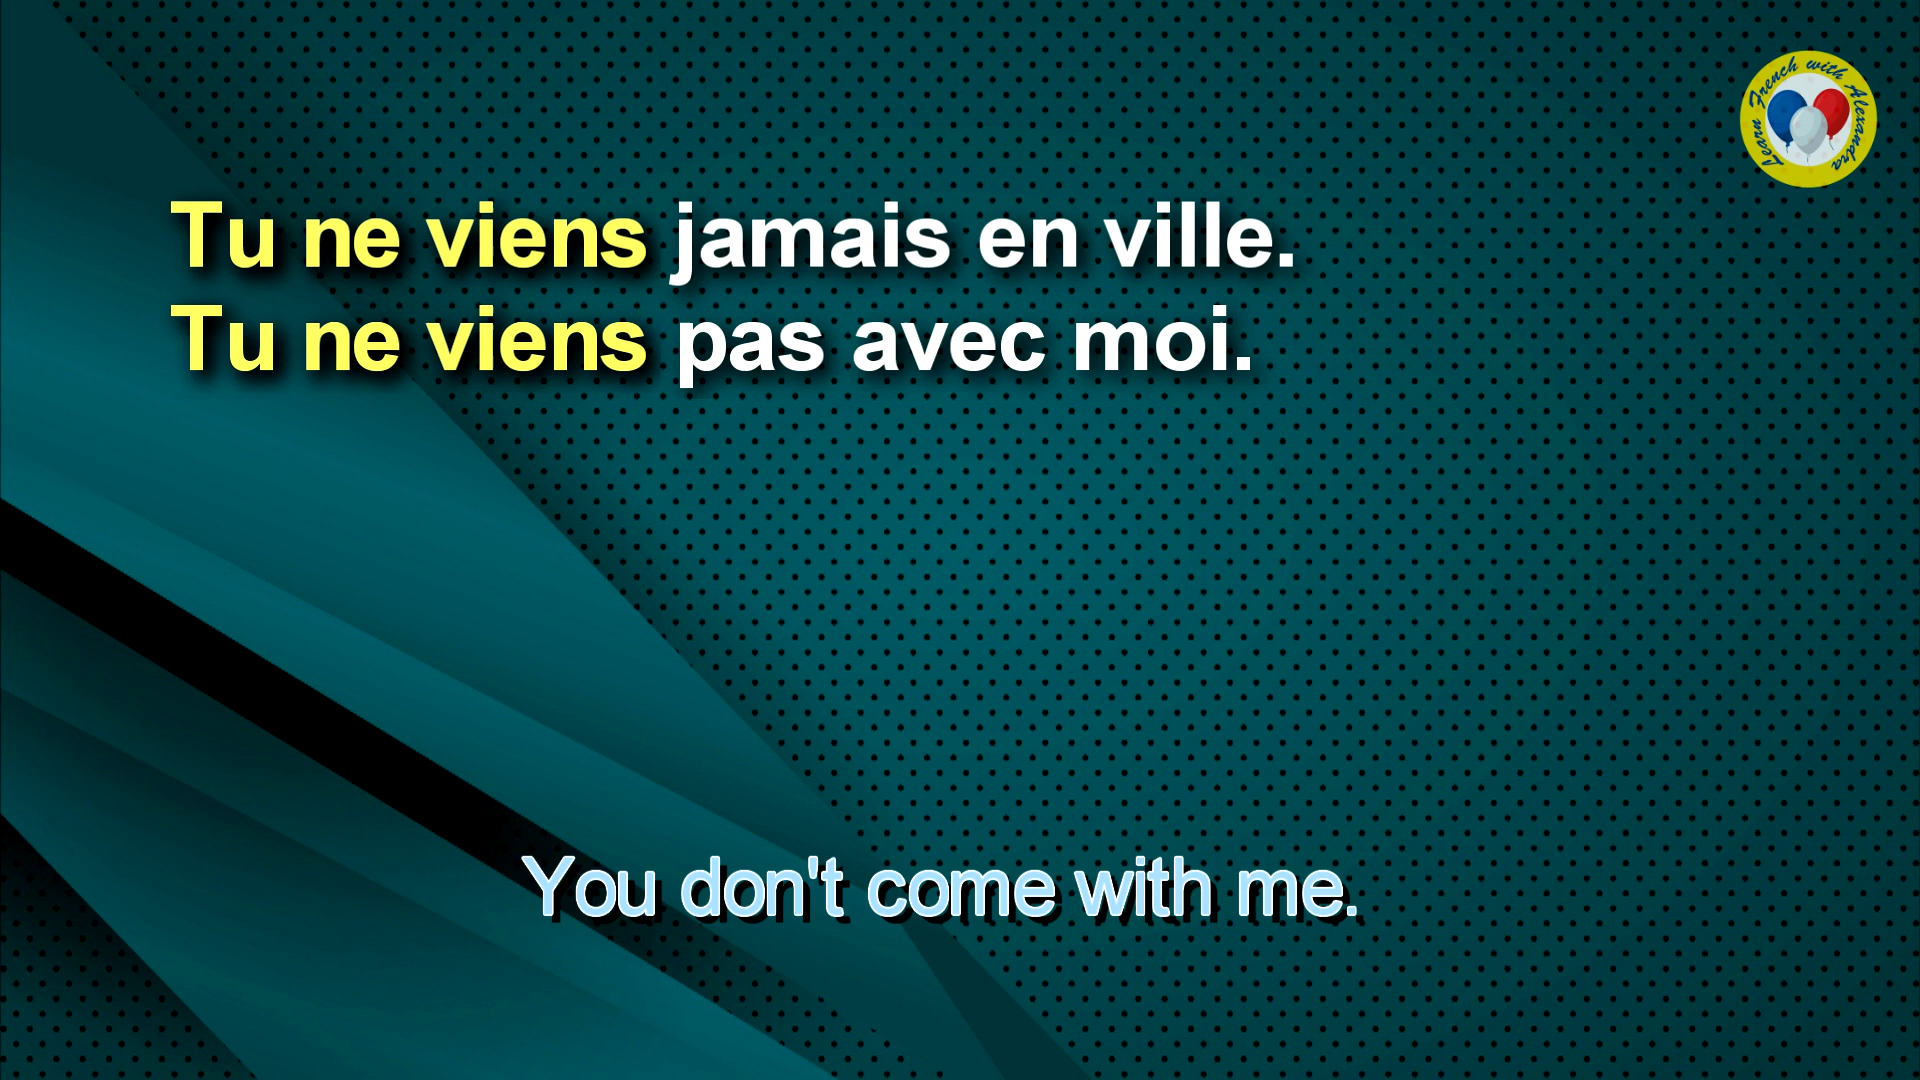 Learn French with Alexandra
Tu ne viens jamais en ville.
Tu ne viens pas avec moi.
You don't come with me.